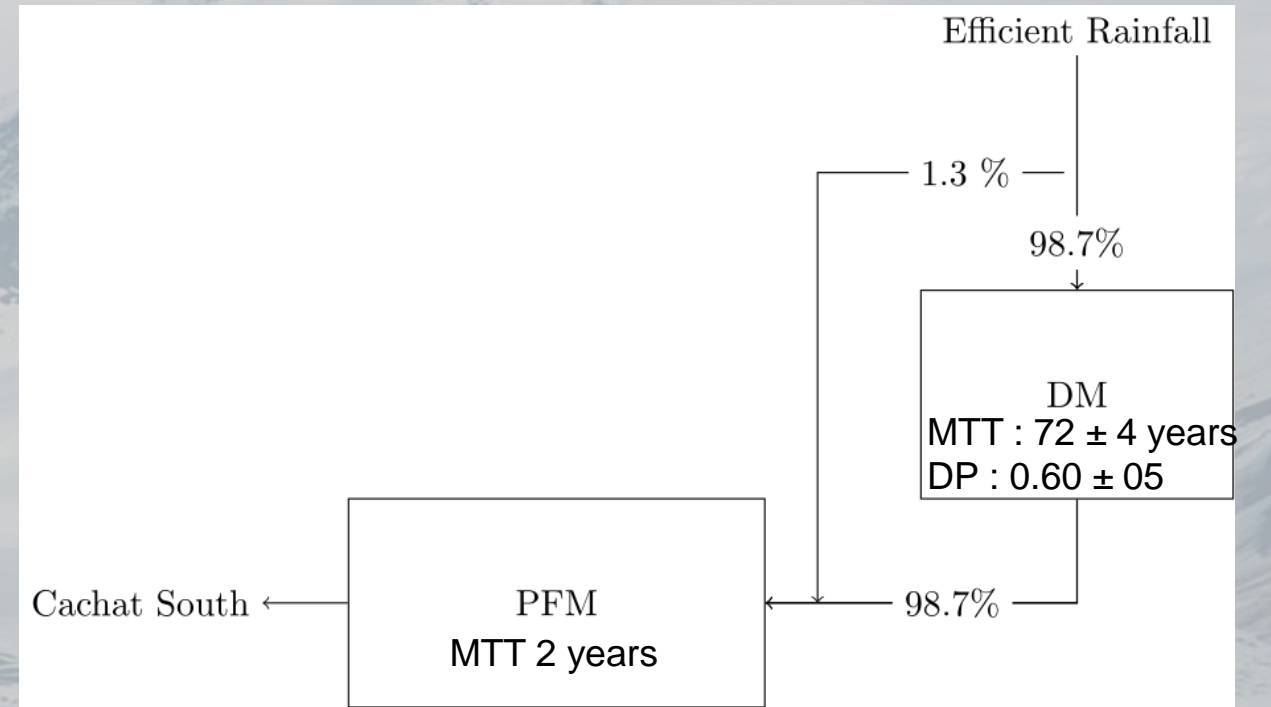 Efficient Rainfall
1.3 %
98.7%
DM
MTT : 72 ± 4 years
DP : 0.60 ± 05
Cachat South
PFM
98.7%
MTT 2 years